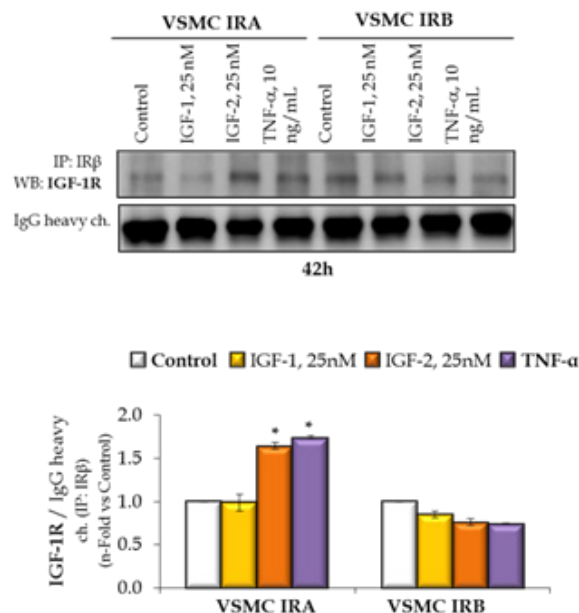 VSMC IRA VSMC IRB
Control
IGF-1, 25 nM
IGF-2, 25 nM
TNF-α, 10
ng/mL
Control
IGF-1, 25 nM
IGF-2, 25 nM
TNF-α, 10
ng/mL
IP: IRβ
WB: IGF-1R
IgG heavy ch.
42h
Control IGF-1, 25nM IGF-2, 25nM TNF-α
IGF-1R / IgG heavy
ch. (IP: IRβ)
(n-Fold vs Control)
2.0
1.5
1.0
0.5
0.0
* *
VSMC IRA VSMC IRB